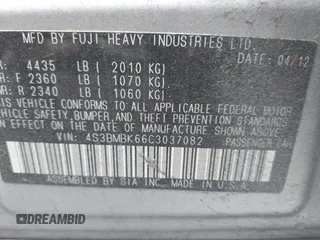 MFD BY FUJI HEAVY INDUSTRIES LTD.
DATE: 04/12
R: 4435 LB ( 2010 KG)
R: F 2360 LB ( 1070 KG)
R: R 2340 LB ( 1060 KG)
IS VEHICLE CONFORMS TO ALL APPLICABLE FEDERAL MOTOR
HICLE SAFETY,BUMPER,AND THEFT PREVENTION STANDARDS
EFFECT ON THE DATE OF MANUFACTURE SHOWN ABOVE.
VIN: 4S3BMBK66C3037082 PASSENGER CAR
ASSEMBLED BY SIA INC. MADE IN U.S.A.
DREAMBID